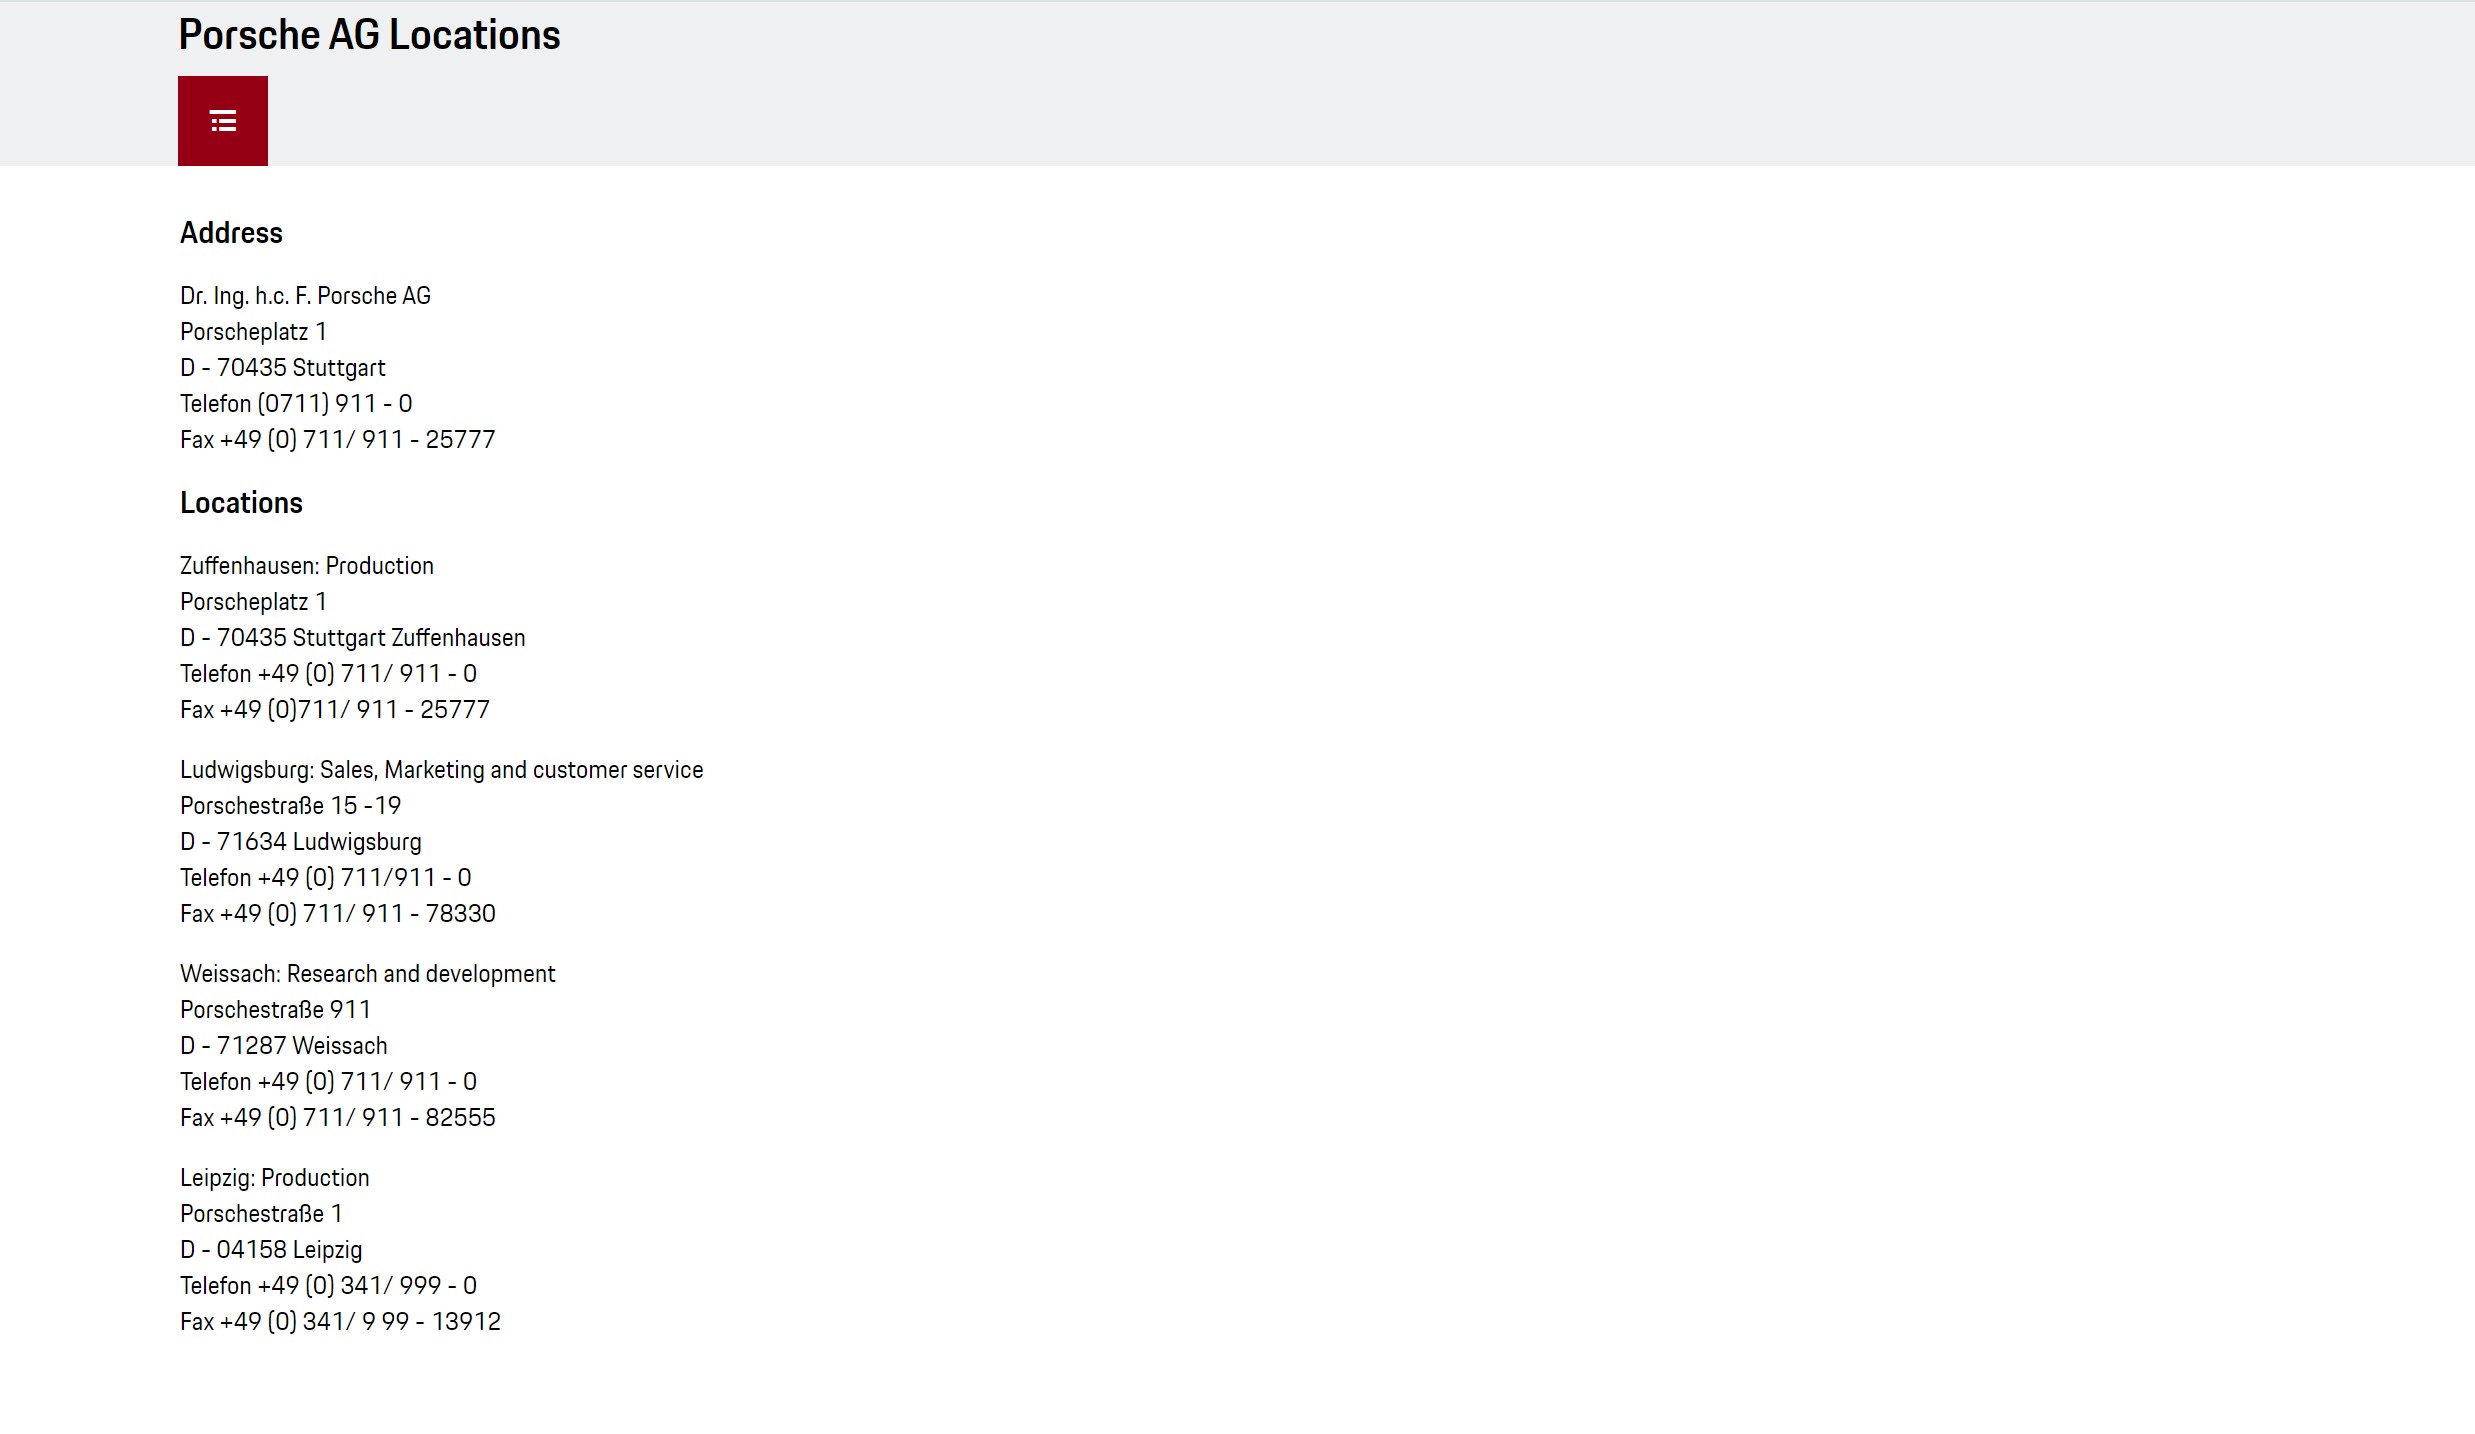 Porsche AG Locations
Address
Dr. Ing. h.c. F. Porsche AG
Porscheplatz 1
D - 70435 Stuttgart
Telefon (0711) 911 - 0
Fax +49 (0) 711/ 911 - 25777
Locations
Zuffenhausen: Production
Porscheplatz 1
D - 70435 Stuttgart Zuffenhausen
Telefon +49 (0) 711/ 911 - 0
Fax +49 (0)711/ 911 - 25777
Ludwigsburg: Sales, Marketing and customer service
Porschestraße 15 -19
D - 71634 Ludwigsburg
Telefon +49 (0) 711/911 - 0
Fax +49 (0) 711/ 911 - 78330
Weissach: Research and development
Porschestraße 911
D - 71287 Weissach
Telefon +49 (0) 711/ 911 - 0
Fax +49 (0) 711/ 911 - 82555
Leipzig: Production
Porschestraße 1
D - 04158 Leipzig
Telefon +49 (0) 341/ 999 - 0
Fax +49 (0) 341/ 9 99 - 13912